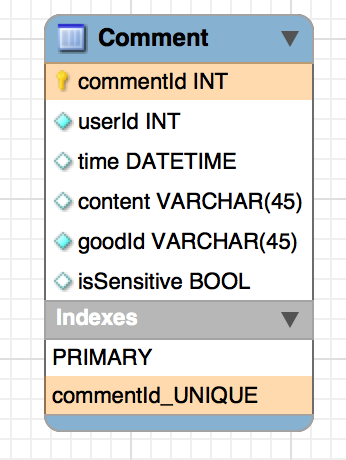 Comment
commentId INT
userId INT
time DATETIME
content VARCHAR(45)
goodId VARCHAR(45)
isSensitive BOOL
Indexes
PRIMARY
commentId_UNIQUE